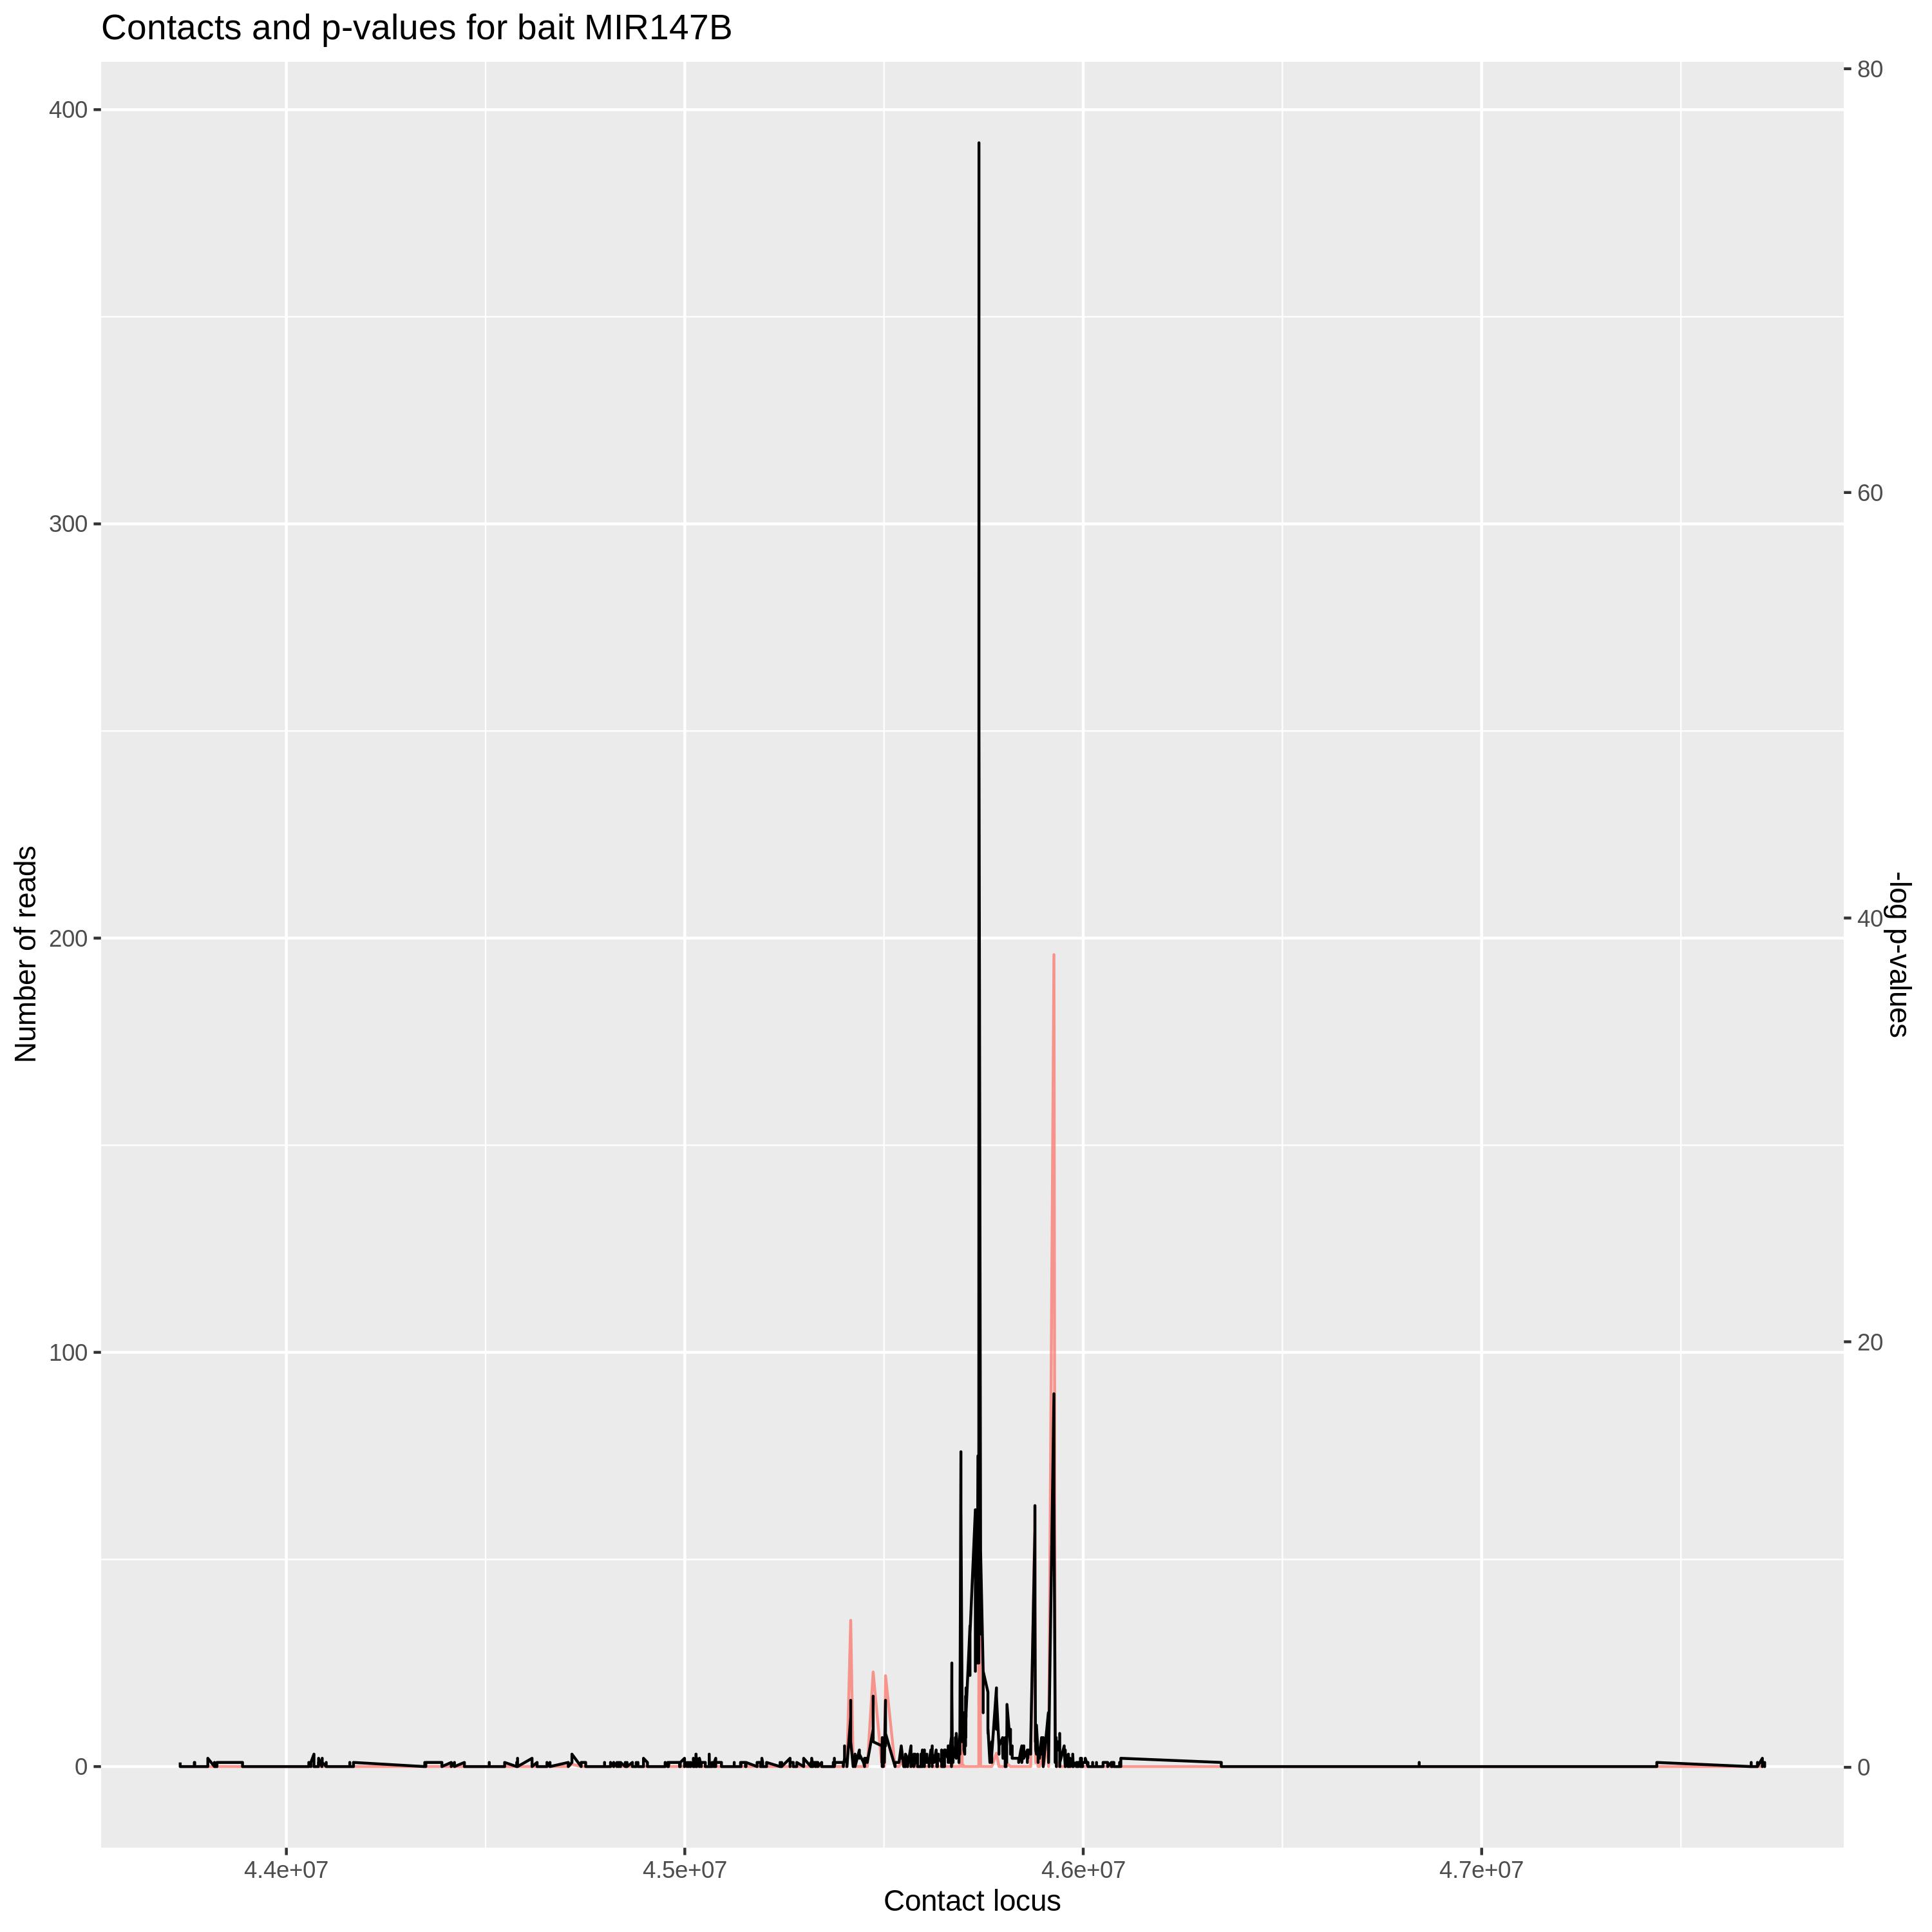 Contacts and p-values for bait MIR147B
400
300
200
100
0
Number of reads
80
60
40
20
0
-log p-values
4.4e+07
4.5e+07
4.6e+07
4.7e+07
Contact locus